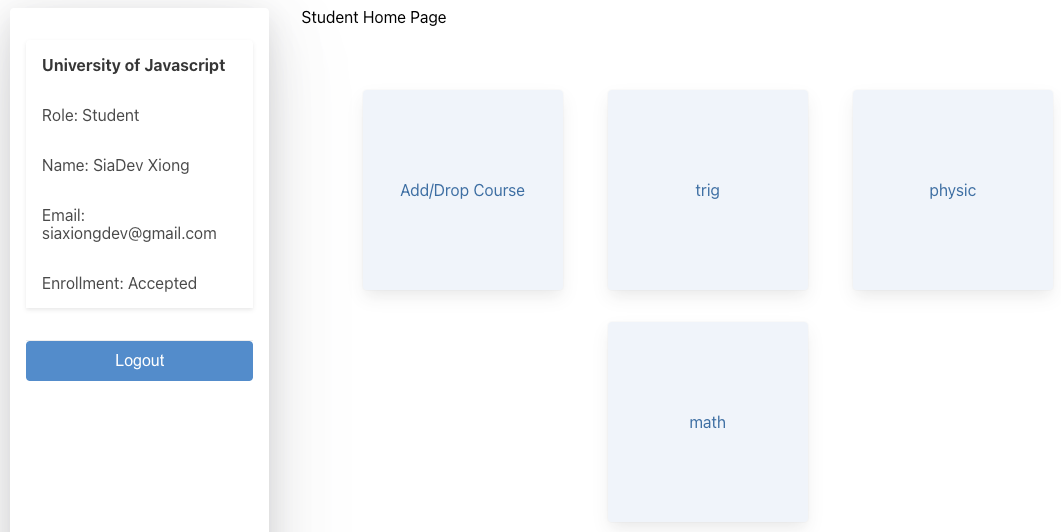 Student Home Page
University of Javascript
Role: Student
Name: SiaDev Xiong
Email:
siaxiongdev@gmail.com
Enrollment: Accepted
Logout
Add/Drop Course
trig
physic
math